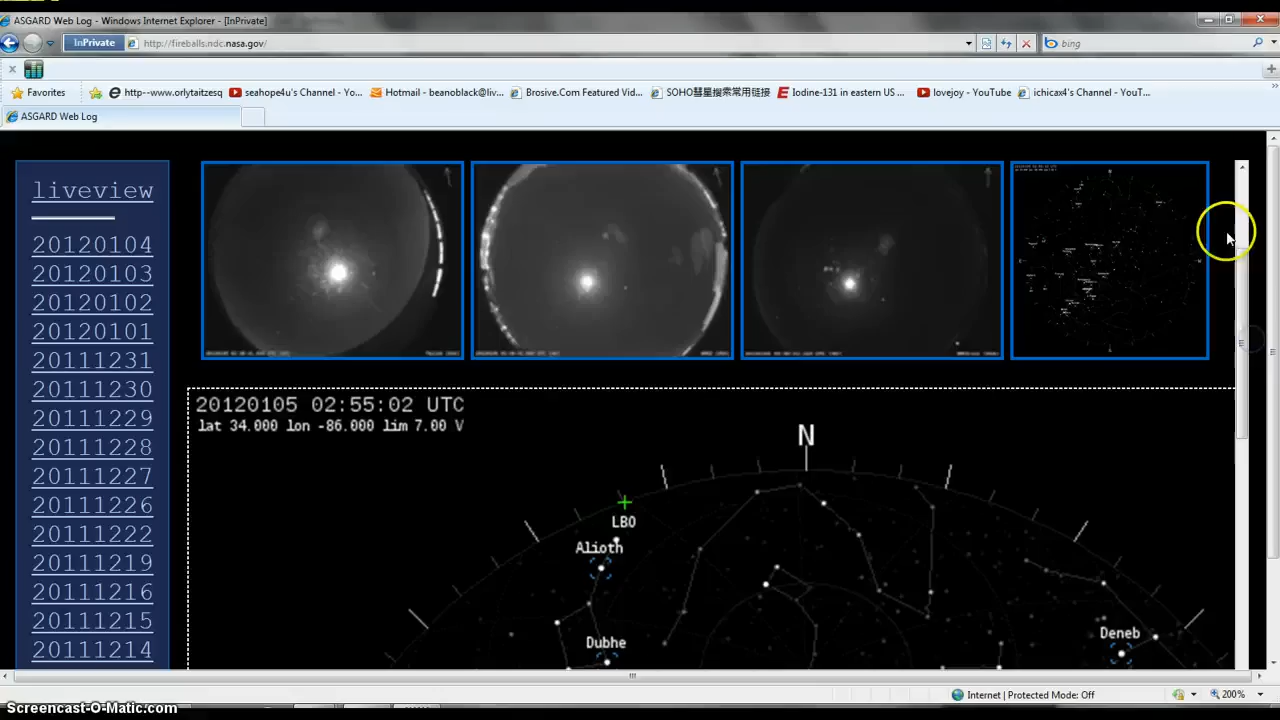 ASGARD Web Log - Windows Internet Explorer - [InPrivate]
InPrivate http://fireballs.ndc.nasa.gov/ bing
Favorites http--www.orlytaitzesq seahope4u's Channel - Yo... Hotmail - beanoblack@liv... Brosive.Com Featured Vid... SOHO彗星搜索常用链接 Iodine-131 in eastern US ... lovejoy - YouTube ichicax4's Channel - YouT...
ASGARD Web Log
liveview
20120104
20120103
20120102
20120101
20111231
20111230
20111229
20111228
20111227
20111226
20111222
20111219
20111216
20111215
20111214
20120105 02:55:02 UTC
lat 34.000 lon -86.000 lim 7.00 V
N
LBO
Alioth
Dubhe
Deneb
Internet | Protected Mode: Off 200%
Screencast-O-Matic.com